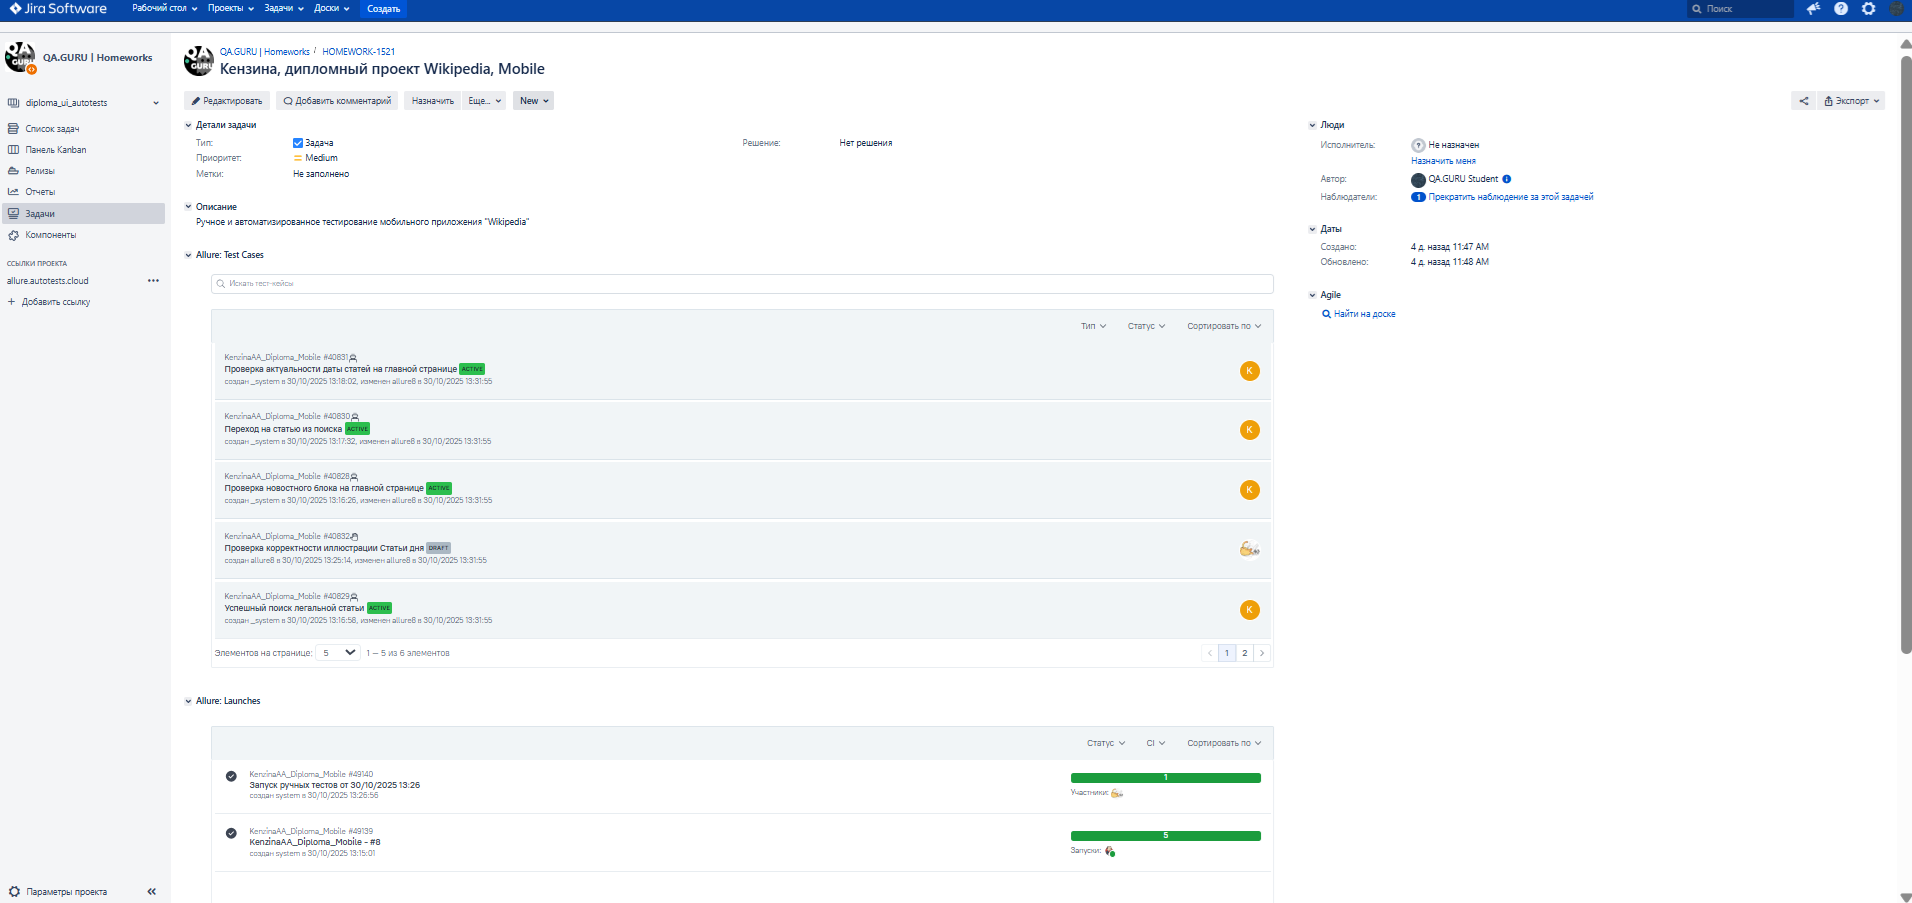 Jira Software
Рабочий стол
Проекты
Задачи
Доски
Создать
Поиск
QA.GURU | Homeworks
diploma_ui_autotests
Список задач
Панель Kanban
Релизы
Отчеты
Задачи
Компоненты
ССЫЛКИ ПРОЕКТА
allure.autotests.cloud
+ Добавить ссылку
Параметры проекта
QA.GURU | Homeworks / HOMEWORK-1521
Кензина, дипломный проект Wikipedia, Mobile
Редактировать
Добавить комментарий
Назначить
Еще...
New
Экспорт
Детали задачи
Тип: Задача
Решение: Нет решения
Приоритет: Medium
Метки: Не заполнено
Описание
Ручное и автоматизированное тестирование мобильного приложения "Wikipedia"
Allure: Test Cases
Искать тест-кейсы
Тип Статус Сортировать по
KenzinaAA_Diploma_Mobile #40831
Проверка актуальности даты статей на главной странице ACTIVE
создан _system в 30/10/2025 13:18:02, изменен allure8 в 30/10/2025 13:31:55
K
KenzinaAA_Diploma_Mobile #40830
Переход на статью из поиска ACTIVE
создан _system в 30/10/2025 13:17:32, изменен allure8 в 30/10/2025 13:31:55
K
KenzinaAA_Diploma_Mobile #40828
Проверка новостного блока на главной странице ACTIVE
создан _system в 30/10/2025 13:16:26, изменен allure8 в 30/10/2025 13:31:55
K
KenzinaAA_Diploma_Mobile #40832
Проверка корректности иллюстрации Статьи дня DRAFT
создан allure8 в 30/10/2025 13:25:14, изменен allure8 в 30/10/2025 13:31:55
KenzinaAA_Diploma_Mobile #40829
Успешный поиск легальной статьи ACTIVE
создан _system в 30/10/2025 13:16:58, изменен allure8 в 30/10/2025 13:31:55
K
Элементов на странице: 5 1 — 5 из 6 элементов
1 2
Allure: Launches
Статус CI Сортировать по
KenzinaAA_Diploma_Mobile #49140
Запуск ручных тестов от 30/10/2025 13:26
создан system в 30/10/2025 13:26:56
1
Участники:
KenzinaAA_Diploma_Mobile #49139
KenzinaAA_Diploma_Mobile - #8
создан system в 30/10/2025 13:15:01
5
Запуски:
Люди
Исполнитель: Не назначен
Назначить меня
Автор: QA.GURU Student
Наблюдатели: 1 Прекратить наблюдение за этой задачей
Даты
Создано: 4 д. назад 11:47 AM
Обновлено: 4 д. назад 11:48 AM
Agile
Найти на доске